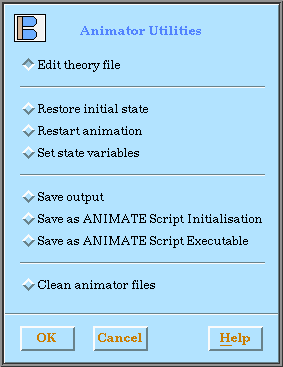 B
Animator Utilities
Edit theory file
Restore initial state
Restart animation
Set state variables
Save output
Save as ANIMATE Script Initialisation
Save as ANIMATE Script Executable
Clean animator files
OK Cancel Help